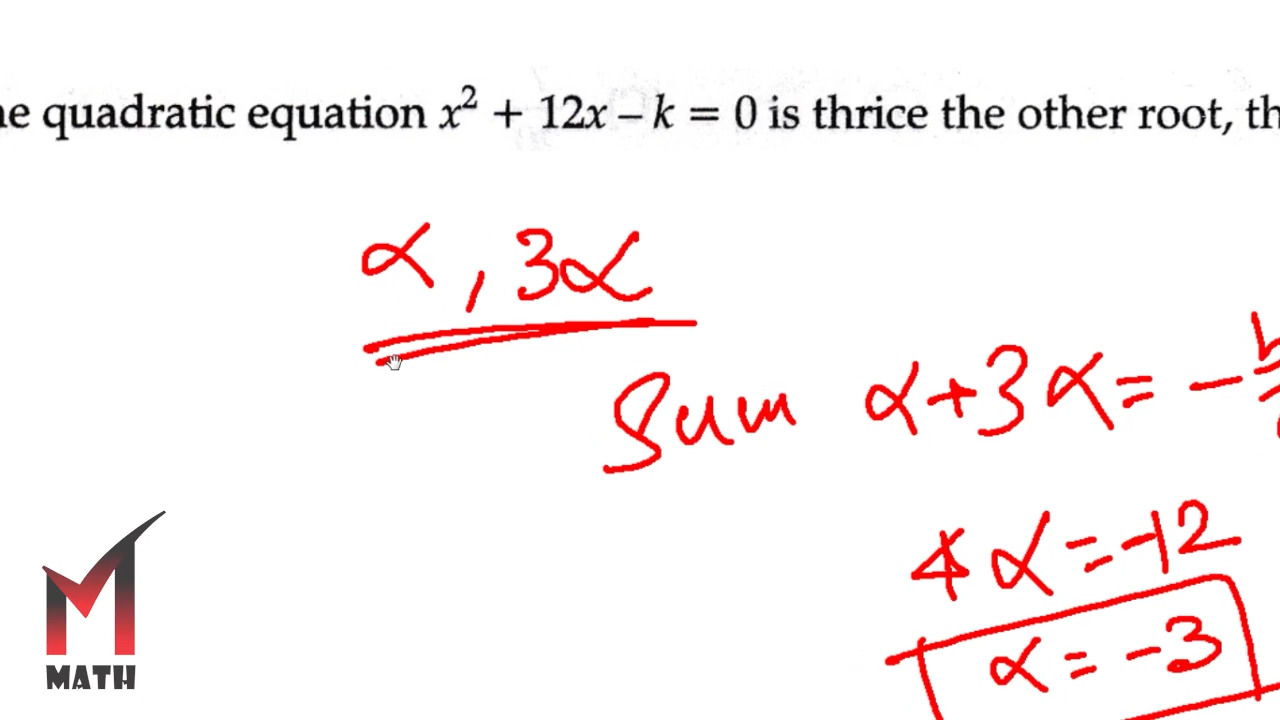 ne quadratic equation x² + 12x – k = 0 is thrice the other root, th
α , 3α
Sum α+3α = - b
4α = -12
α = -3
MATH